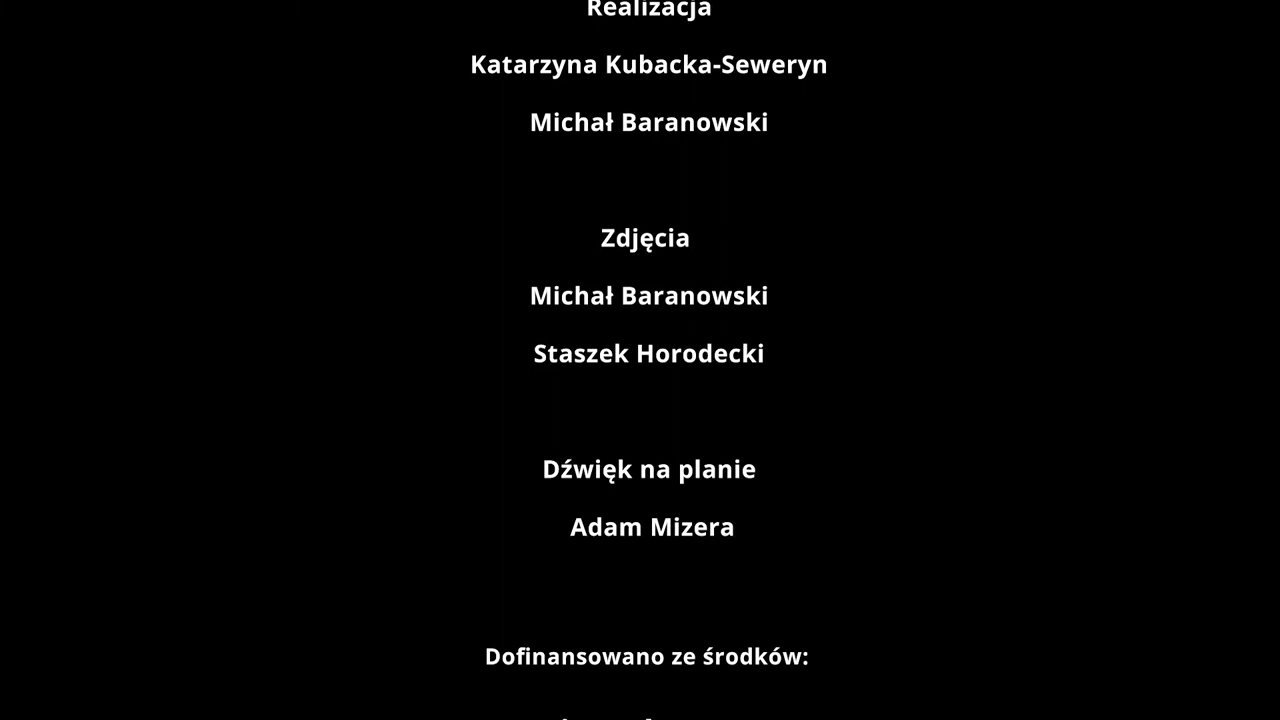 Realizacja
Katarzyna Kubacka-Seweryn
Michał Baranowski
Zdjęcia
Michał Baranowski
Staszek Horodecki
Dźwięk na planie
Adam Mizera
Dofinansowano ze środków: